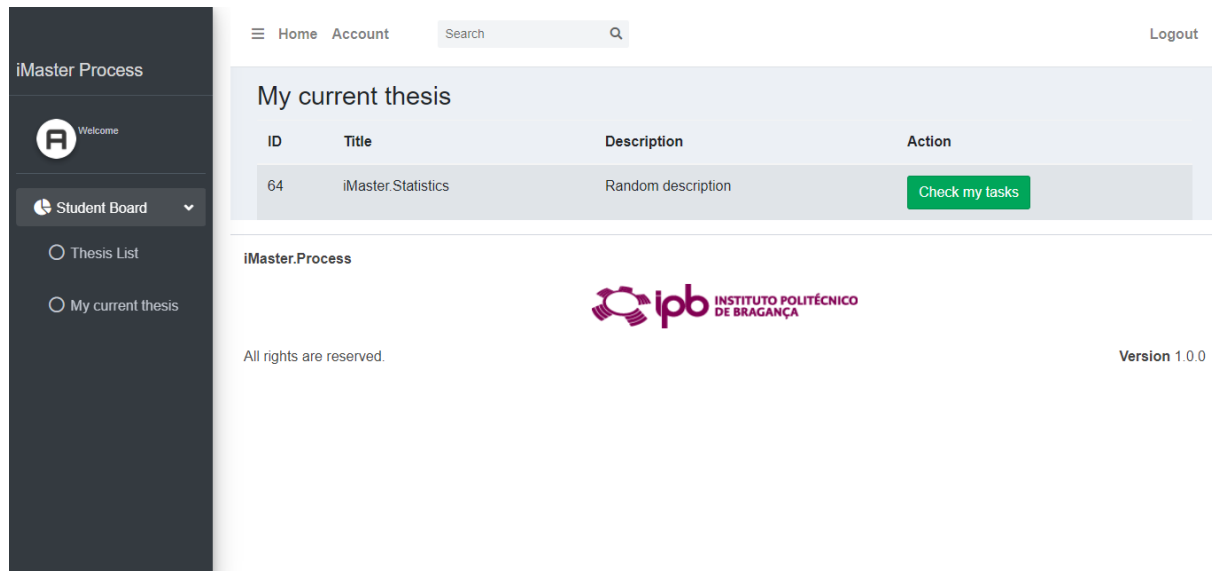 iMaster Process
Welcome
Student Board
Thesis List
My current thesis
Home Account Search Logout
My current thesis
ID Title Description Action
64 iMaster.Statistics Random description Check my tasks
iMaster.Process
ipb INSTITUTO POLITÉCNICO
DE BRAGANÇA
All rights are reserved. Version 1.0.0